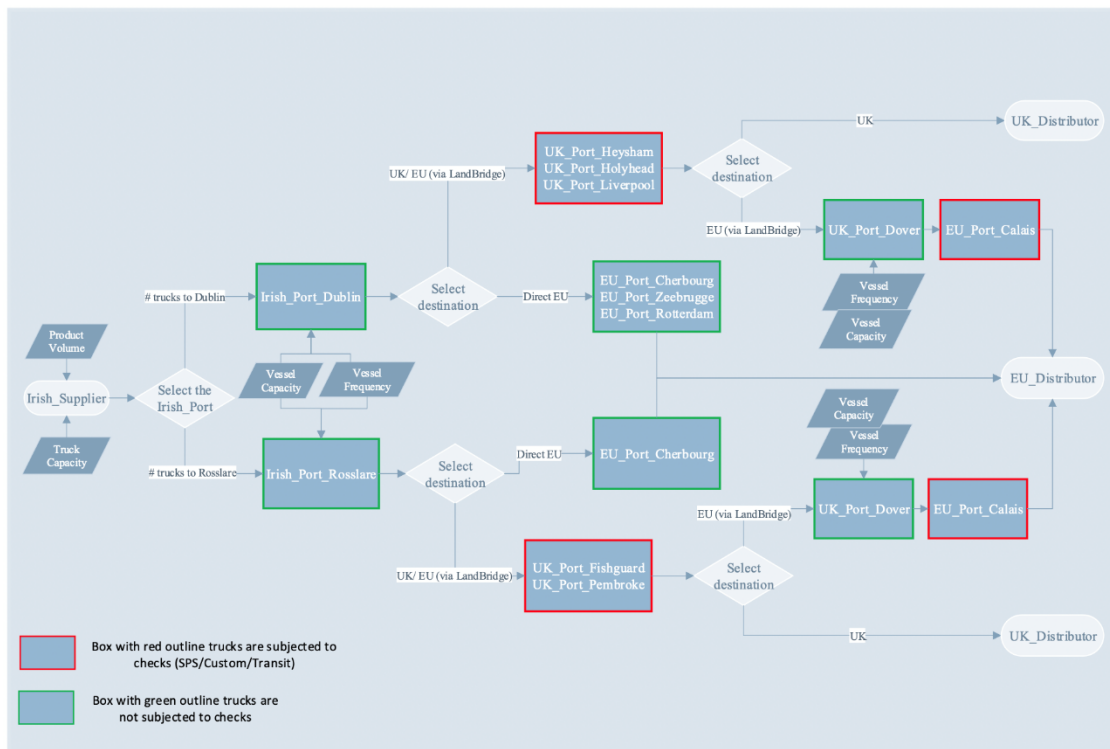 UK
UK_Distributor
UK/ EU (via LandBridge)
UK_Port_Heysham
UK_Port_Holyhead
UK_Port_Liverpool
Select
destination
EU (via LandBridge)
UK_Port_Dover
EU_Port_Calais
# trucks to Dublin
Irish_Port_Dublin
Select
destination
Direct EU
EU_Port_Cherbourg
EU_Port_Zeebrugge
EU_Port_Rotterdam
Vessel
Frequency
Vessel
Capacity
Product
Volume
Vessel
Capacity
Vessel
Frequency
Irish_Supplier
Select the
Irish_Port
EU_Distributor
Truck
Capacity
Vessel
Capacity
Vessel
Frequency
# trucks to Rosslare
Irish_Port_Rosslare
Select
destination
Direct EU
EU_Port_Cherbourg
EU (via LandBridge)
UK_Port_Dover
EU_Port_Calais
UK/ EU (via LandBridge)
UK_Port_Fishguard
UK_Port_Pembroke
Select
destination
UK
UK_Distributor
Box with red outline trucks are subjected to
checks (SPS/Custom/Transit)
Box with green outline trucks are
not subjected to checks